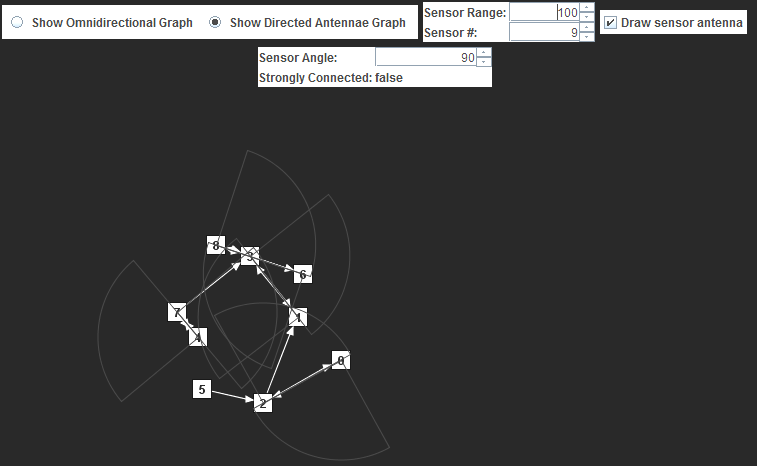 Show Omnidirectional Graph
Show Directed Antennae Graph
Sensor Range: 100
Sensor #: 9
Draw sensor antenna
Sensor Angle: 90
Strongly Connected: false
8
3
6
7
1
4
0
5
2